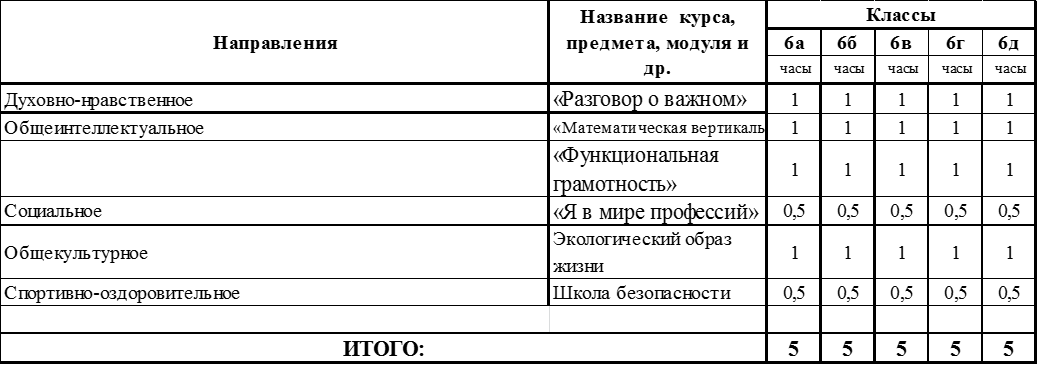 Направления Название курса, предмета, модуля и др. Классы
6а 6б 6в 6г 6д
часы часы часы часы часы
Духовно-нравственное «Разговор о важном» 1 1 1 1 1
Общеинтеллектуальное «Математическая вертикаль 1 1 1 1 1
«Функциональная
грамотность» 1 1 1 1 1
Социальное «Я в мире профессий» 0,5 0,5 0,5 0,5 0,5
Общекультурное Экологический образ
жизни 1 1 1 1 1
Спортивно-оздоровительное Школа безопасности 0,5 0,5 0,5 0,5 0,5
ИТОГО: 5 5 5 5 5